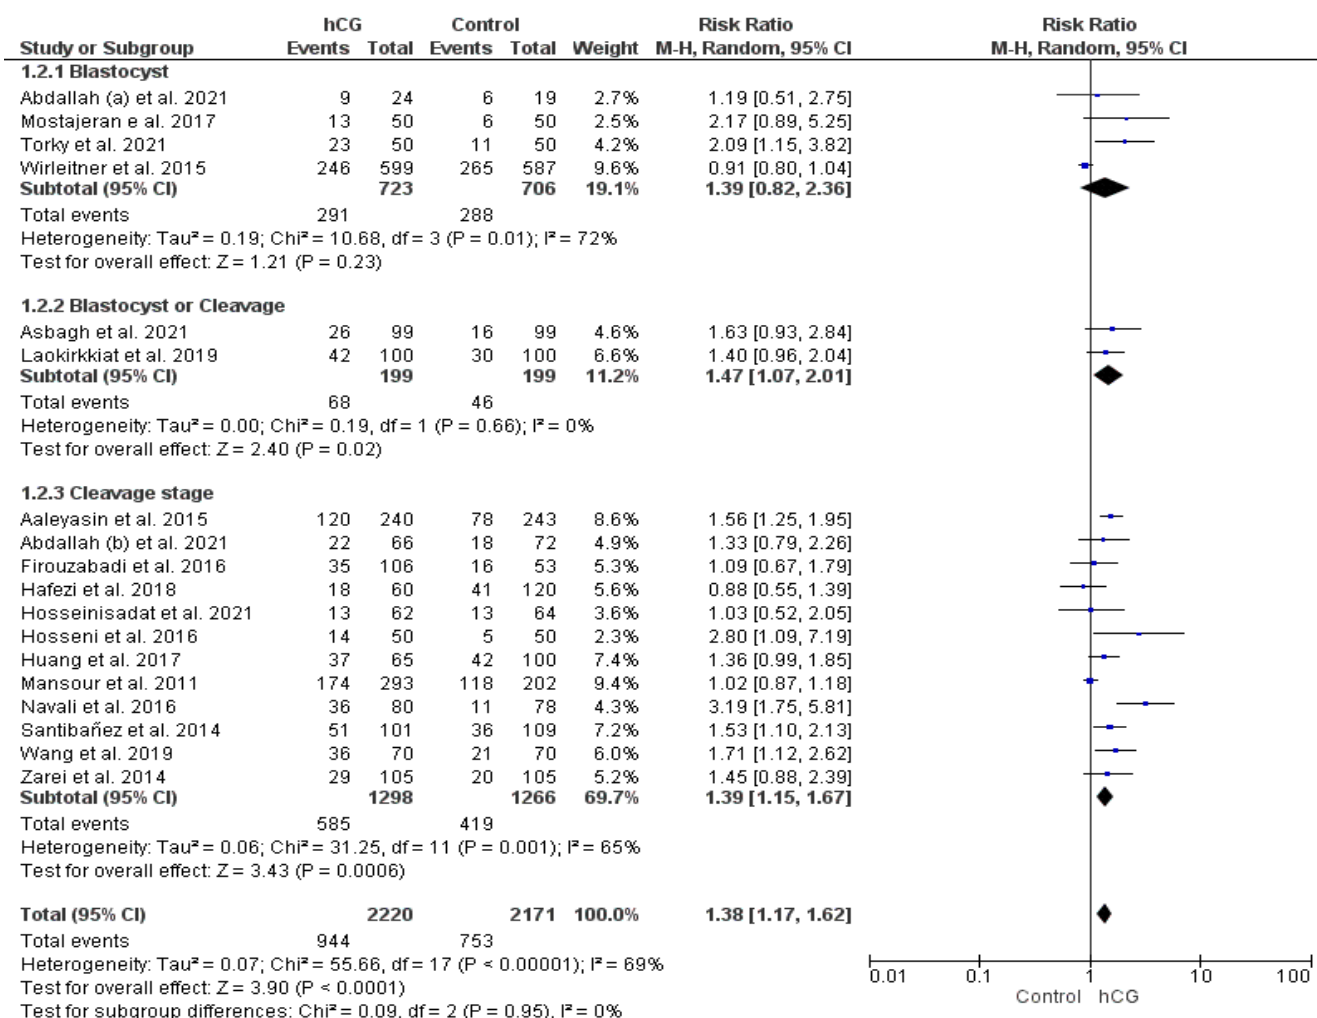 hCG Control Risk Ratio Risk Ratio
Study or Subgroup Events Total Events Total Weight M-H, Random, 95% CI M-H, Random, 95% CI
1.2.1 Blastocyst
Abdallah (a) et al. 2021 9 24 6 19 2.7% 1.19 [0.51, 2.75]
Mostajeran e al. 2017 13 50 6 50 2.5% 2.17 [0.89, 5.25]
Torky et al. 2021 23 50 11 50 4.2% 2.09 [1.15, 3.82]
Wirleitner et al. 2015 246 599 265 587 9.6% 0.91 [0.80, 1.04]
Subtotal (95% CI) 723 706 19.1% 1.39 [0.82, 2.36]
Total events 291 288
Heterogeneity: Tau² = 0.19; Chi² = 10.68, df = 3 (P = 0.01); I² = 72%
Test for overall effect: Z = 1.21 (P = 0.23)
1.2.2 Blastocyst or Cleavage
Asbagh et al. 2021 26 99 16 99 4.6% 1.63 [0.93, 2.84]
Laokirkkiat et al. 2019 42 100 30 100 6.6% 1.40 [0.96, 2.04]
Subtotal (95% CI) 199 199 11.2% 1.47 [1.07, 2.01]
Total events 68 46
Heterogeneity: Tau² = 0.00; Chi² = 0.19, df = 1 (P = 0.66); I² = 0%
Test for overall effect: Z = 2.40 (P = 0.02)
1.2.3 Cleavage stage
Aaleyasin et al. 2015 120 240 78 243 8.6% 1.56 [1.25, 1.95]
Abdallah (b) et al. 2021 22 66 18 72 4.9% 1.33 [0.79, 2.26]
Firouzabadi et al. 2016 35 106 16 53 5.3% 1.09 [0.67, 1.79]
Hafezi et al. 2018 18 60 41 120 5.6% 0.88 [0.55, 1.39]
Hosseinisadat et al. 2021 13 62 13 64 3.6% 1.03 [0.52, 2.05]
Hosseni et al. 2016 14 50 5 50 2.3% 2.80 [1.09, 7.19]
Huang et al. 2017 37 65 42 100 7.4% 1.36 [0.99, 1.85]
Mansour et al. 2011 174 293 118 202 9.4% 1.02 [0.87, 1.18]
Navali et al. 2016 36 80 11 78 4.3% 3.19 [1.75, 5.81]
Santibañez et al. 2014 51 101 36 109 7.2% 1.53 [1.10, 2.13]
Wang et al. 2019 36 70 21 70 6.0% 1.71 [1.12, 2.62]
Zarei et al. 2014 29 105 20 105 5.2% 1.45 [0.88, 2.39]
Subtotal (95% CI) 1298 1266 69.7% 1.39 [1.15, 1.67]
Total events 585 419
Heterogeneity: Tau² = 0.06; Chi² = 31.25, df = 11 (P = 0.001); I² = 65%
Test for overall effect: Z = 3.43 (P = 0.0006)
Total (95% CI) 2220 2171 100.0% 1.38 [1.17, 1.62]
Total events 944 753
Heterogeneity: Tau² = 0.07; Chi² = 55.66, df = 17 (P < 0.00001); I² = 69%
Test for overall effect: Z = 3.90 (P < 0.0001)
Test for subgroup differences: Chi² = 0.09, df = 2 (P = 0.95), I² = 0%
0.01 0.1 1 10 100
Control hCG